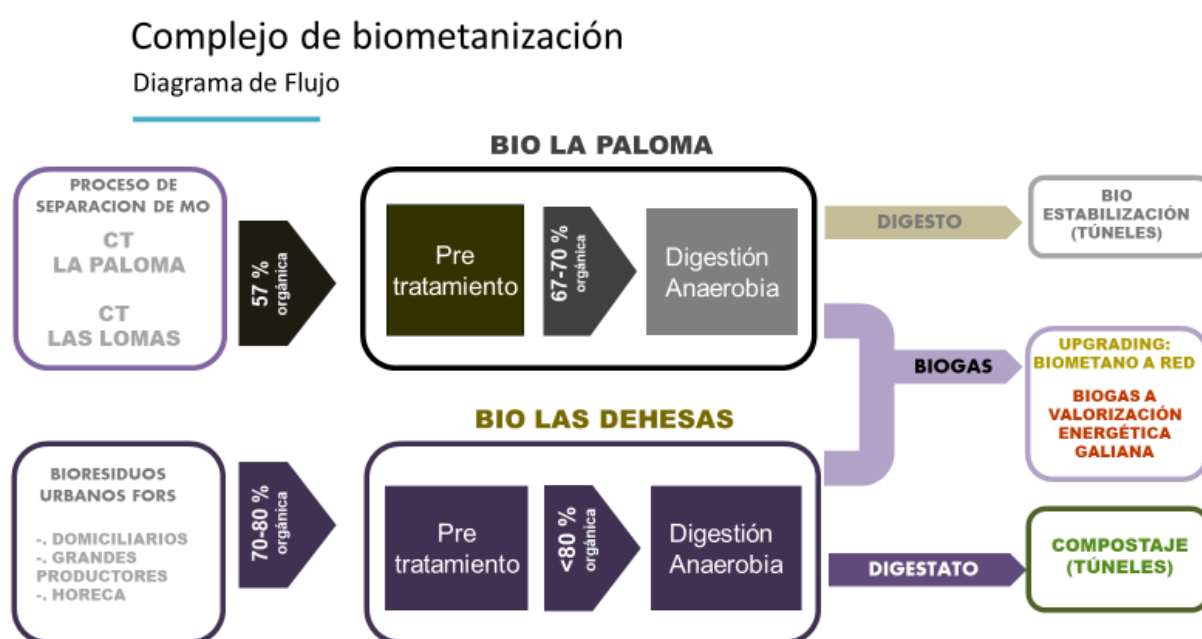 Complejo de biometanización
Diagrama de Flujo
BIO LA PALOMA
PROCESO DE
SEPARACION DE MO
CT
LA PALOMA
CT
LAS LOMAS
57 %
orgánica
Pre
tratamiento
67-70 %
orgánica
Digestión
Anaerobia
DIGESTO
BIO
ESTABILIZACIÓN
(TÚNELES)
BIOGAS
UPGRADING:
BIOMETANO A RED
BIOGAS A
VALORIZACIÓN
ENERGÉTICA
GALIANA
BIO LAS DEHESAS
BIORESIDUOS
URBANOS FORS
-. DOMICILIARIOS
-. GRANDES
PRODUCTORES
-. HORECA
70-80 %
orgánica
Pre
tratamiento
<80 %
orgánica
Digestión
Anaerobia
DIGESTATO
COMPOSTAJE
(TÚNELES)